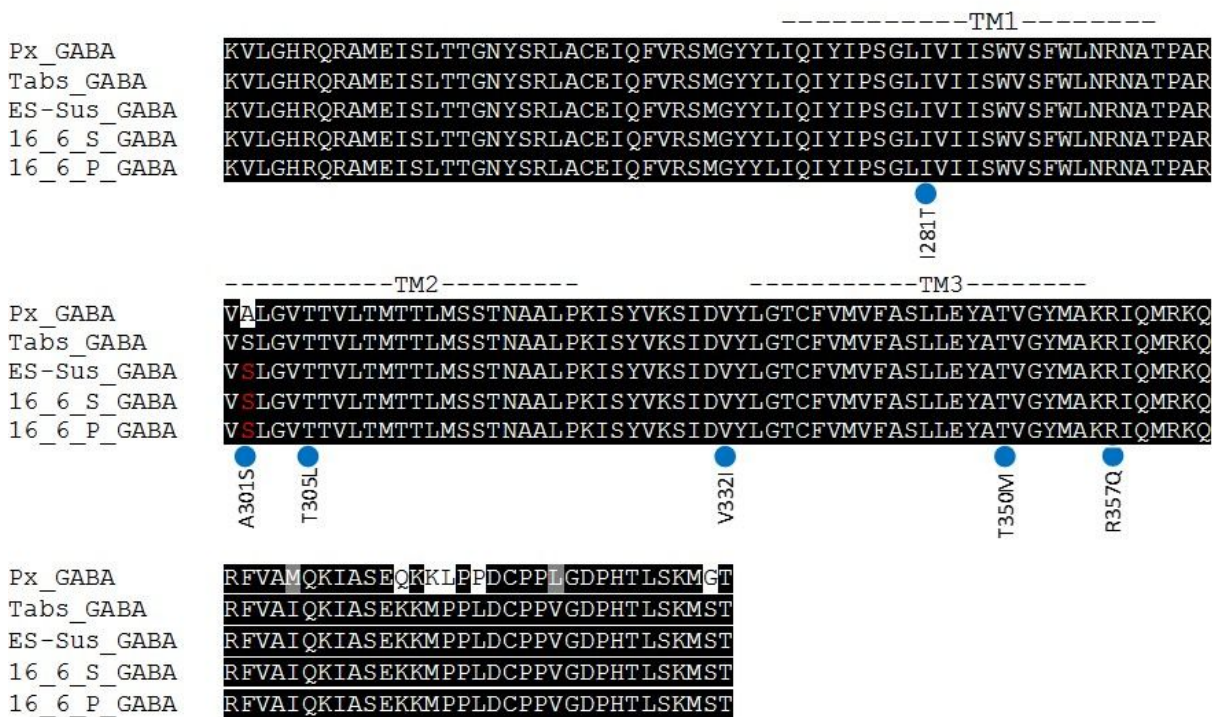 ------------TM1---------
Px_GABA KVLGHRQRAMEISLTTGNYSRLACEIQFVRSMGYYLIQIYIPSGLIVIISWVSFWLNRNATPAR
Tabs_GABA KVLGHRQRAMEISLTTGNYSRLACEIQFVRSMGYYLIQIYIPSGLIVIISWVSFWLNRNATPAR
ES-Sus_GABA KVLGHRQRAMEISLTTGNYSRLACEIQFVRSMGYYLIQIYIPSGLIVIISWVSFWLNRNATPAR
16_6_S_GABA KVLGHRQRAMEISLTTGNYSRLACEIQFVRSMGYYLIQIYIPSGLIVIISWVSFWLNRNATPAR
16_6_P_GABA KVLGHRQRAMEISLTTGNYSRLACEIQFVRSMGYYLIQIYIPSGLIVIISWVSFWLNRNATPAR
I281T
-----------TM2--------- -----------TM3--------
Px_GABA VALGVTTVLTMTTLMSSTNAALPKISYVKSIDVYLGTCFVMVFASLLEYATVGYMAKRIQMRKQ
Tabs_GABA VSLGVTTVLTMTTLMSSTNAALPKISYVKSIDVYLGTCFVMVFASLLEYATVGYMAKRIQMRKQ
ES-Sus_GABA VSLGVTTVLTMTTLMSSTNAALPKISYVKSIDVYLGTCFVMVFASLLEYATVGYMAKRIQMRKQ
16_6_S_GABA VSLGVTTVLTMTTLMSSTNAALPKISYVKSIDVYLGTCFVMVFASLLEYATVGYMAKRIQMRKQ
16_6_P_GABA VSLGVTTVLTMTTLMSSTNAALPKISYVKSIDVYLGTCFVMVFASLLEYATVGYMAKRIQMRKQ
A301S T305L V332I T350M R357Q
Px_GABA RFVAMQKIASEQKKLPPDCPPLGDPHTLSKMGT
Tabs_GABA RFVAIQKIASEKKMPPLDCPPVGDPHTLSKMST
ES-Sus_GABA RFVAIQKIASEKKMPPLDCPPVGDPHTLSKMST
16_6_S_GABA RFVAIQKIASEKKMPPLDCPPVGDPHTLSKMST
16_6_P_GABA RFVAIQKIASEKKMPPLDCPPVGDPHTLSKMST